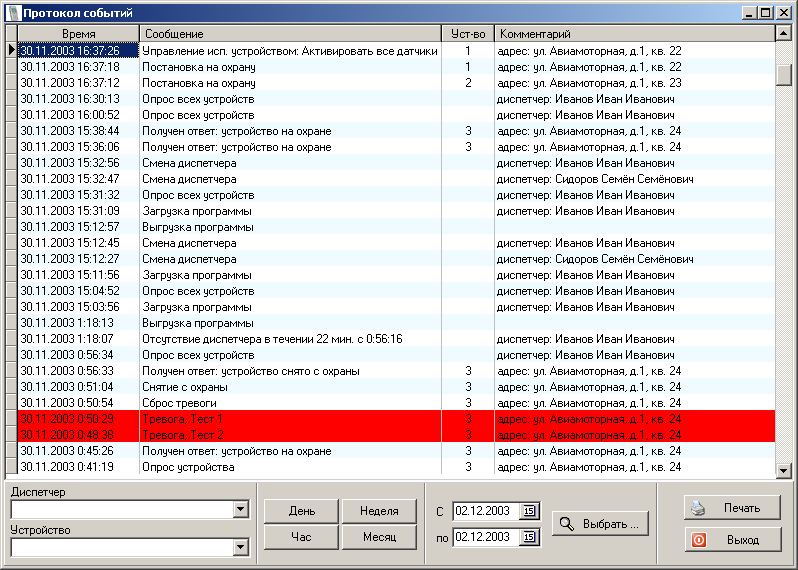 Протокол событий
Время Сообщение Уст-во Комментарий
30.11.2003 16:37:26 Управление исп. устройством: Активировать все датчики 1 адрес: ул. Авиамоторная, д.1, кв. 22
30.11.2003 16:37:18 Постановка на охрану 1 адрес: ул. Авиамоторная, д.1, кв. 22
30.11.2003 16:37:12 Постановка на охрану 2 адрес: ул. Авиамоторная, д.1, кв. 23
30.11.2003 16:30:13 Опрос всех устройств диспетчер: Иванов Иван Иванович
30.11.2003 16:00:52 Опрос всех устройств диспетчер: Иванов Иван Иванович
30.11.2003 15:38:44 Получен ответ: устройство на охране 3 адрес: ул. Авиамоторная, д.1, кв. 24
30.11.2003 15:36:06 Получен ответ: устройство на охране 3 адрес: ул. Авиамоторная, д.1, кв. 24
30.11.2003 15:32:56 Смена диспетчера диспетчер: Иванов Иван Иванович
30.11.2003 15:32:47 Смена диспетчера диспетчер: Сидоров Семён Семёнович
30.11.2003 15:31:32 Опрос всех устройств диспетчер: Иванов Иван Иванович
30.11.2003 15:31:09 Загрузка программы диспетчер: Иванов Иван Иванович
30.11.2003 15:12:57 Выгрузка программы
30.11.2003 15:12:45 Смена диспетчера диспетчер: Иванов Иван Иванович
30.11.2003 15:12:27 Смена диспетчера диспетчер: Сидоров Семён Семёнович
30.11.2003 15:11:56 Загрузка программы диспетчер: Иванов Иван Иванович
30.11.2003 15:04:52 Опрос всех устройств диспетчер: Иванов Иван Иванович
30.11.2003 15:03:56 Загрузка программы диспетчер: Иванов Иван Иванович
30.11.2003 1:18:13 Выгрузка программы
30.11.2003 1:18:07 Отсутствие диспетчера в течении 22 мин. с 0:56:16 диспетчер: Иванов Иван Иванович
30.11.2003 0:56:34 Опрос всех устройств диспетчер: Иванов Иван Иванович
30.11.2003 0:56:33 Получен ответ: устройство снято с охраны 3 адрес: ул. Авиамоторная, д.1, кв. 24
30.11.2003 0:51:04 Снятие с охраны 3 адрес: ул. Авиамоторная, д.1, кв. 24
30.11.2003 0:50:54 Сброс тревоги 3 адрес: ул. Авиамоторная, д.1, кв. 24
30.11.2003 0:50:29 Тревога, Тест 1 3 адрес: ул. Авиамоторная, д.1, кв. 24
30.11.2003 0:48:38 Тревога, Тест 2 3 адрес: ул. Авиамоторная, д.1, кв. 24
30.11.2003 0:45:26 Получен ответ: устройство на охране 3 адрес: ул. Авиамоторная, д.1, кв. 24
30.11.2003 0:41:19 Опрос устройства 3 адрес: ул. Авиамоторная, д.1, кв. 24
Диспетчер
Устройство
День Неделя
Час Месяц
С 02.12.2003 15
по 02.12.2003 15
Выбрать ...
Печать
Выход